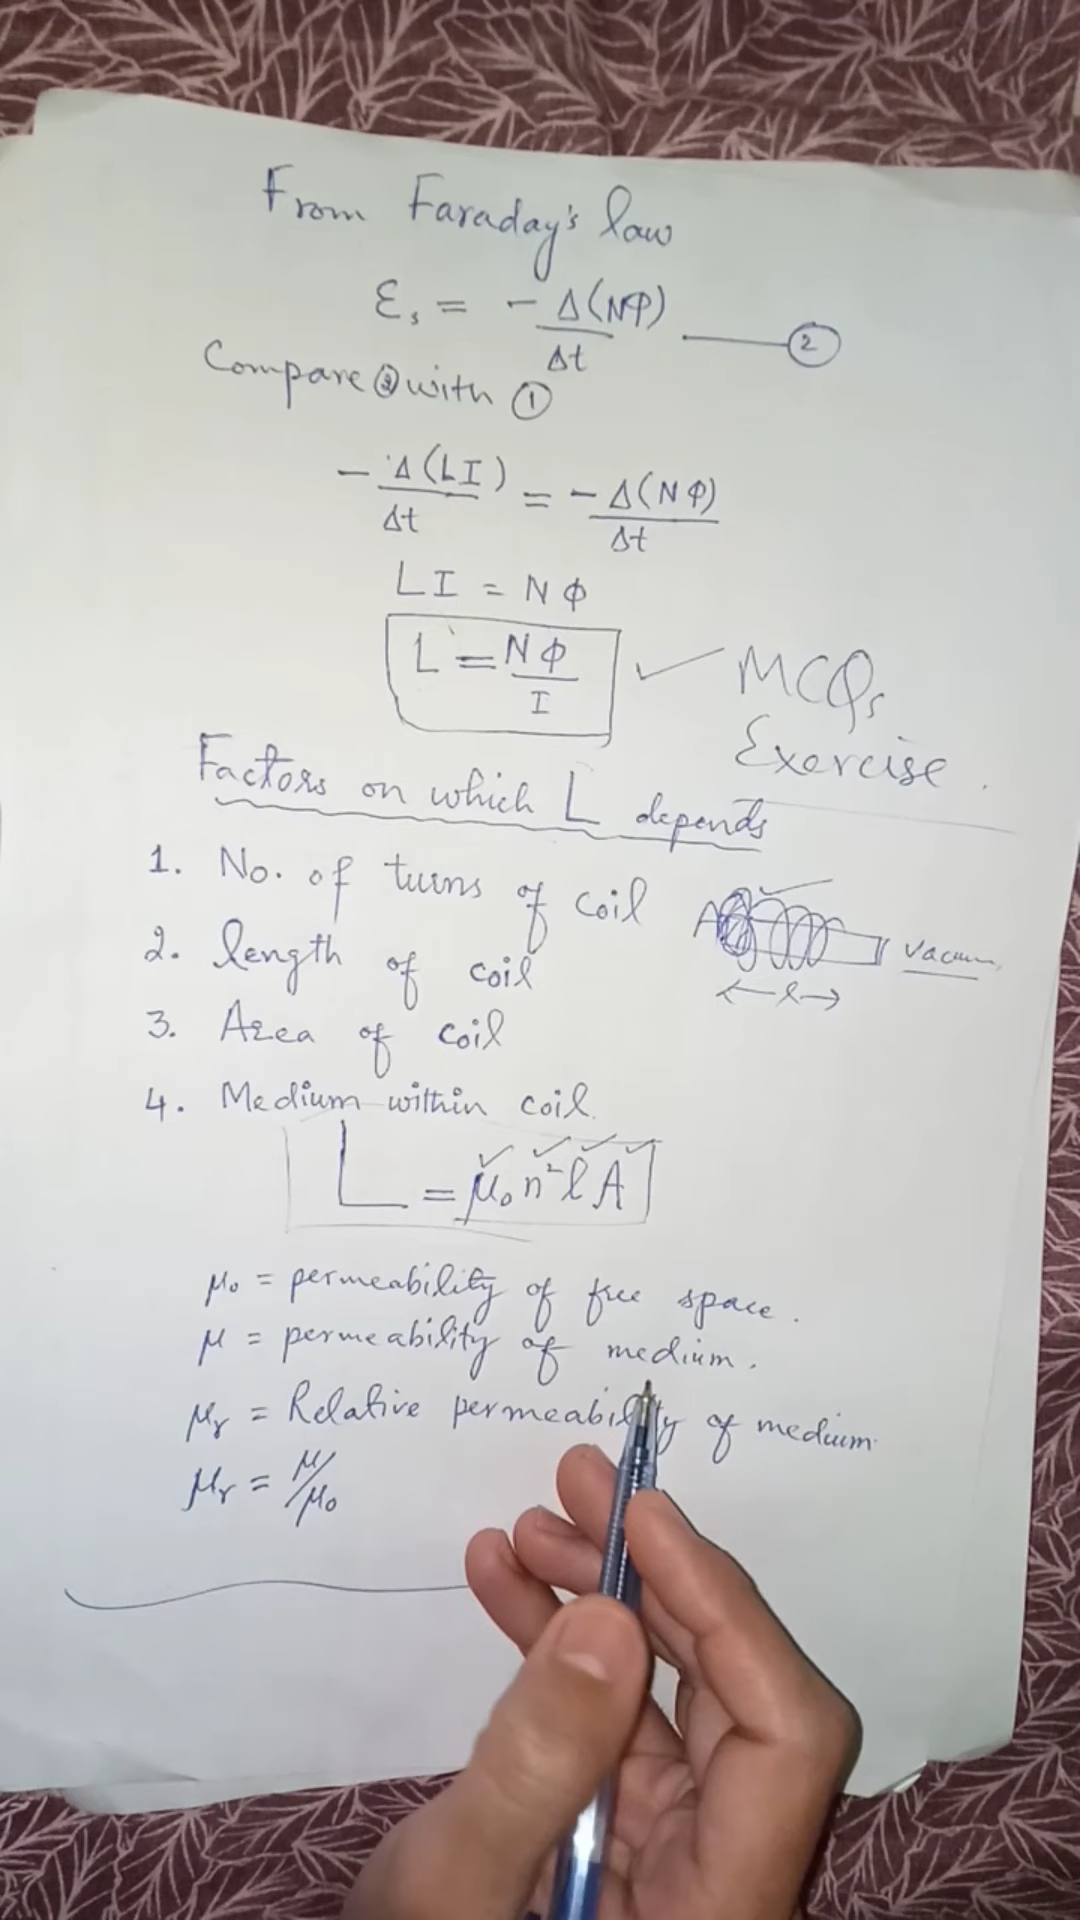 From Faraday's law
Ɛs = - Δ(NΦ)/Δt ——— ②
Compare ② with ①
- Δ(LI)/Δt = - Δ(NΦ)/Δt
LI = NΦ
L = NΦ/I ✓ MCQs
Exercise.
Factors on which L depends
1. No. of turns of coil
A
2. length of coil
vacuum
← l →
3. Area of coil
4. Medium within coil.
L = μ₀n²lA
μ₀ = permeability of free space.
μ = permeability of medium.
μr = Relative permeability of medium.
μr = μ/μ₀